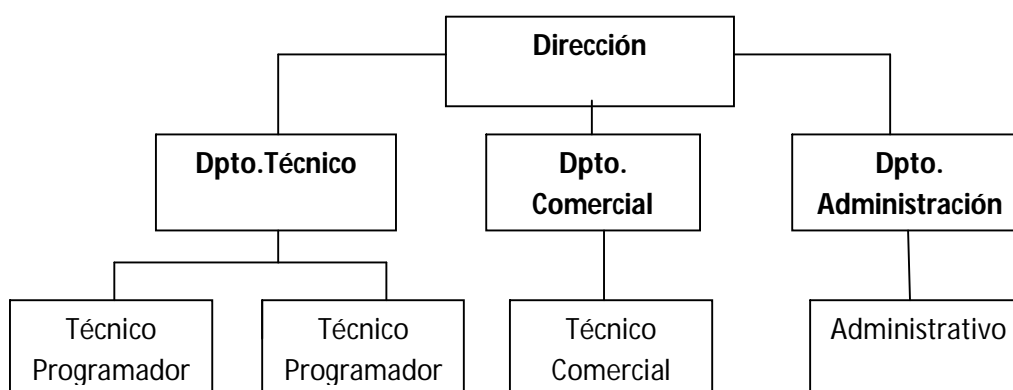 Dirección
Dpto.Técnico
Dpto.
Comercial
Dpto.
Administración
Técnico
Programador
Técnico
Programador
Técnico
Comercial
Administrativo